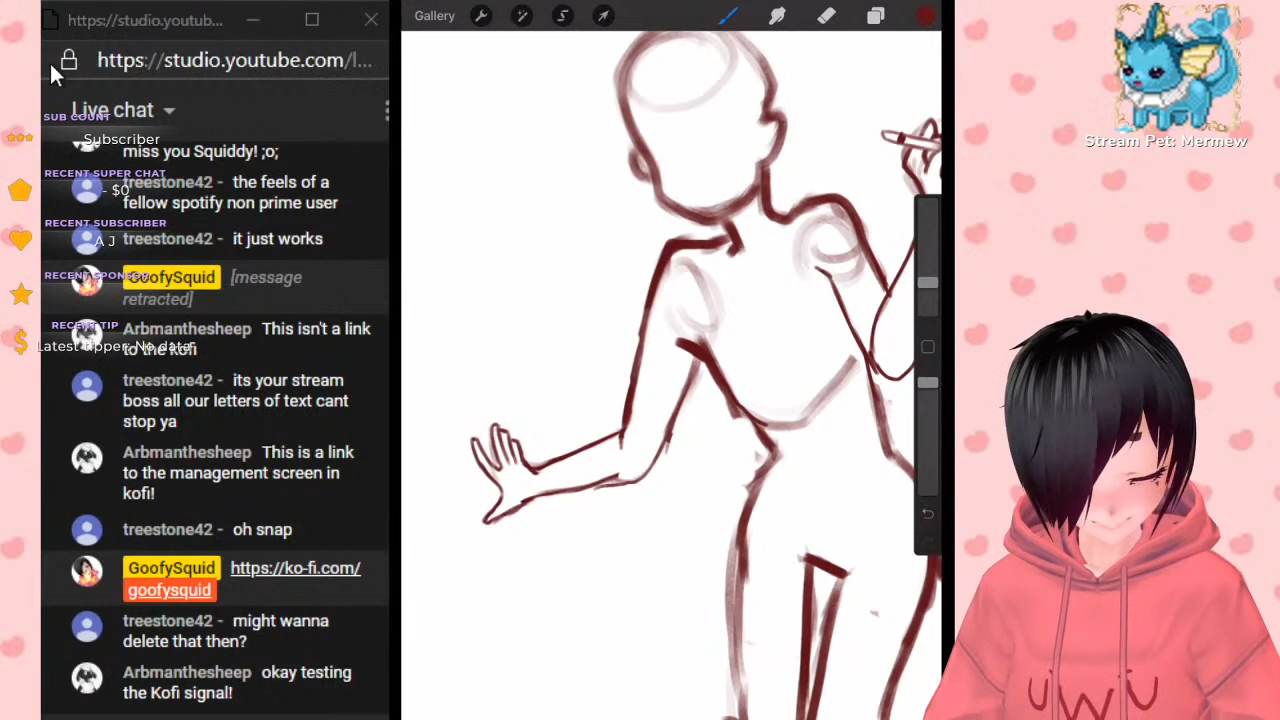 https://studio.youtub...
https://studio.youtube.com/l...
Live chat
SUB COUNT
Subscriber
miss you Squiddy! ;o;
RECENT SUPER CHAT
- $0
treestone42 - the feels of a
fellow spotify non prime user
RECENT SUBSCRIBER
A J
treestone42 - it just works
RECENT SPONSOR
GoofySquid [message
retracted]
RECENT TIP
Latest tipper: No data
Arbmanthesheep This isn't a link
to the kofi
treestone42 - its your stream
boss all our letters of text cant
stop ya
Arbmanthesheep This is a link
to the management screen in
kofi!
treestone42 - oh snap
GoofySquid https://ko-fi.com/
goofysquid
treestone42 - might wanna
delete that then?
Arbmanthesheep okay testing
the Kofi signal!
Gallery
Stream Pet: Mermew
UWU